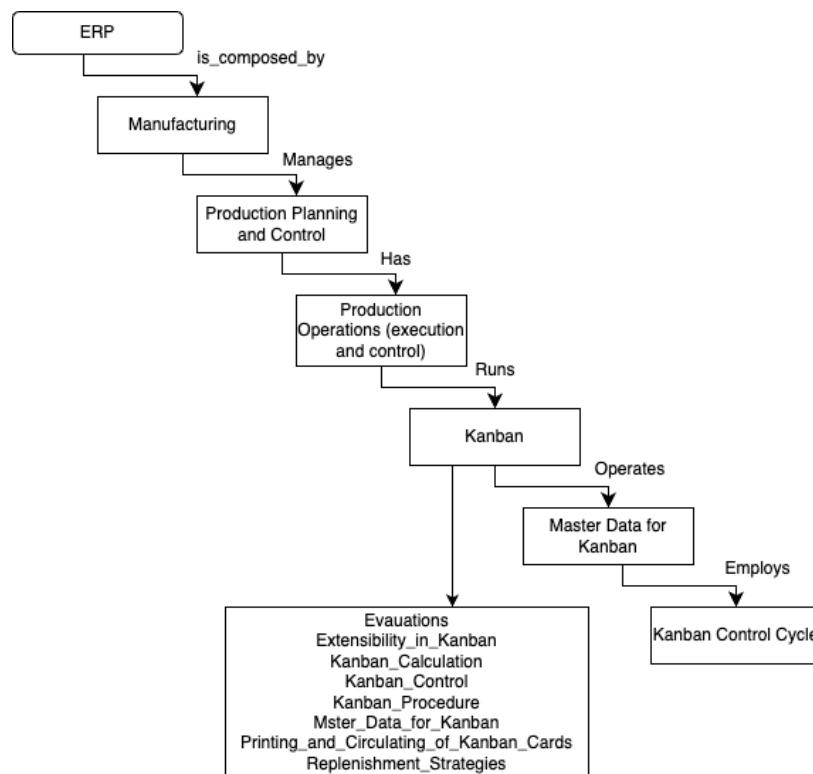 ERP
is_composed_by
Manufacturing
Manages
Production Planning
and Control
Has
Production
Operations (execution
and control)
Runs
Kanban
Operates
Master Data for
Kanban
Employs
Kanban Control Cycle
Evauations
Extensibility_in_Kanban
Kanban_Calculation
Kanban_Control
Kanban_Procedure
Mster_Data_for_Kanban
Printing_and_Circulating_of_Kanban_Cards
Replenishment_Strategies